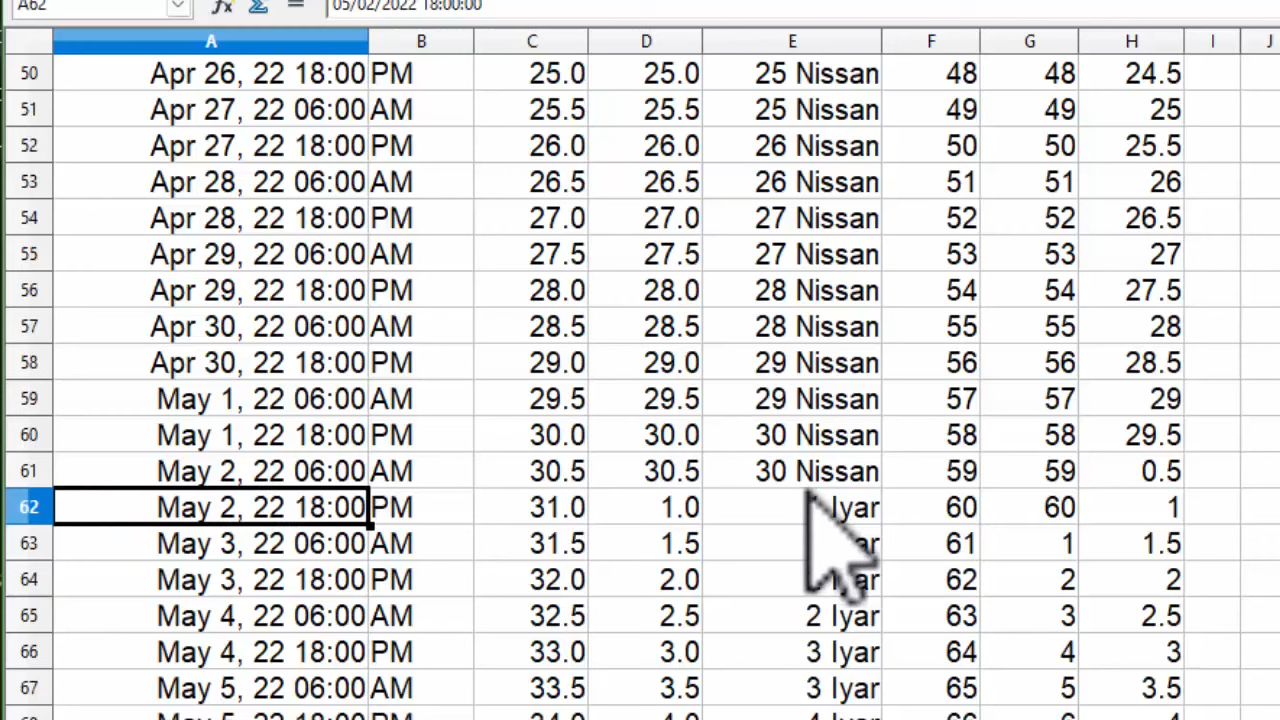 A62 fx Σ = 05/02/2022 18:00:00
A B C D E F G H I J
50 Apr 26, 22 18:00 PM 25.0 25.0 25 Nissan 48 48 24.5
51 Apr 27, 22 06:00 AM 25.5 25.5 25 Nissan 49 49 25
52 Apr 27, 22 18:00 PM 26.0 26.0 26 Nissan 50 50 25.5
53 Apr 28, 22 06:00 AM 26.5 26.5 26 Nissan 51 51 26
54 Apr 28, 22 18:00 PM 27.0 27.0 27 Nissan 52 52 26.5
55 Apr 29, 22 06:00 AM 27.5 27.5 27 Nissan 53 53 27
56 Apr 29, 22 18:00 PM 28.0 28.0 28 Nissan 54 54 27.5
57 Apr 30, 22 06:00 AM 28.5 28.5 28 Nissan 55 55 28
58 Apr 30, 22 18:00 PM 29.0 29.0 29 Nissan 56 56 28.5
59 May 1, 22 06:00 AM 29.5 29.5 29 Nissan 57 57 29
60 May 1, 22 18:00 PM 30.0 30.0 30 Nissan 58 58 29.5
61 May 2, 22 06:00 AM 30.5 30.5 30 Nissan 59 59 0.5
62 May 2, 22 18:00 PM 31.0 1.0 Iyar 60 60 1
63 May 3, 22 06:00 AM 31.5 1.5 61 1 1.5
64 May 3, 22 18:00 PM 32.0 2.0 62 2 2
65 May 4, 22 06:00 AM 32.5 2.5 2 Iyar 63 3 2.5
66 May 4, 22 18:00 PM 33.0 3.0 3 Iyar 64 4 3
67 May 5, 22 06:00 AM 33.5 3.5 3 Iyar 65 5 3.5